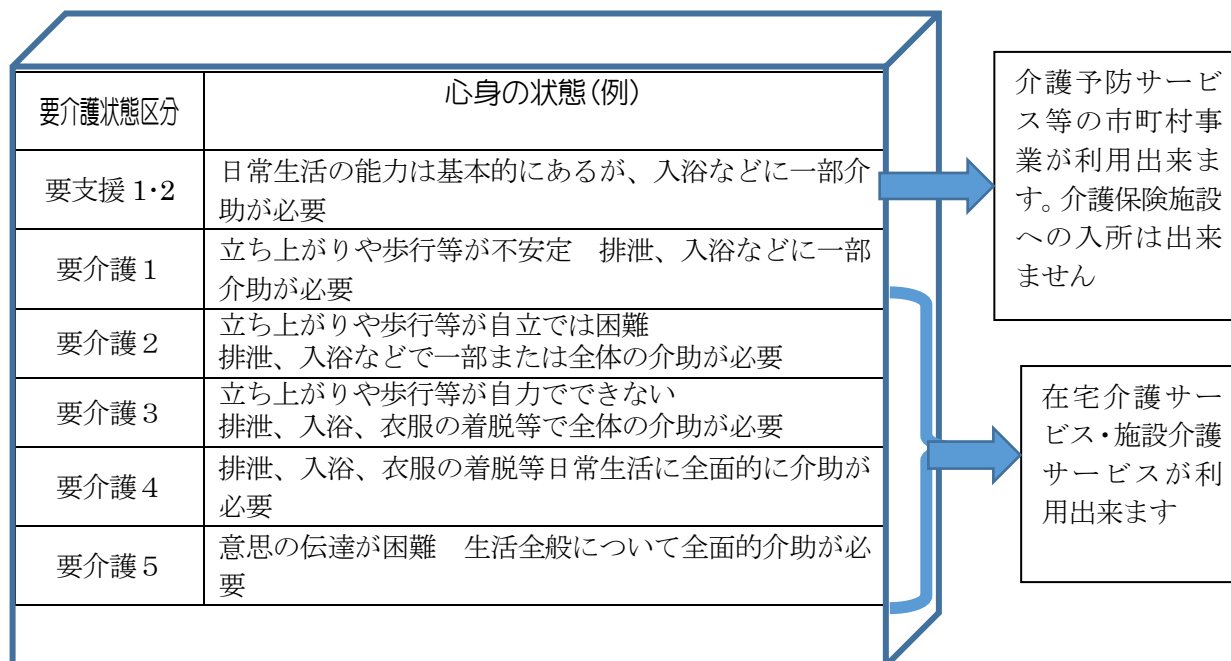 要介護状態区分
心身の状態(例)
要支援 1・2
日常生活の能力は基本的にあるが、入浴などに一部介
助が必要
要介護１
立ち上がりや歩行等が不安定　排泄、入浴などに一部
介助が必要
要介護２
立ち上がりや歩行等が自立では困難
排泄、入浴などで一部または全体の介助が必要
要介護３
立ち上がりや歩行等が自力でできない
排泄、入浴、衣服の着脱等で全体の介助が必要
要介護４
排泄、入浴、衣服の着脱等日常生活に全面的に介助が
必要
要介護５
意思の伝達が困難　生活全般について全面的介助が必
要
介護予防サービ
ス等の市町村事
業が利用出来ま
す。介護保険施設
への入所は出来
ません
在宅介護サー
ビス・施設介護
サービスが利
用出来ます